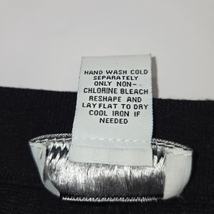 HAND WASH COLD
SEPARATELY
ONLY NON-
CHLORINE BLEACH
RESHAPE AND
LAY FLAT TO DRY
COOL IRON IF
NEEDED